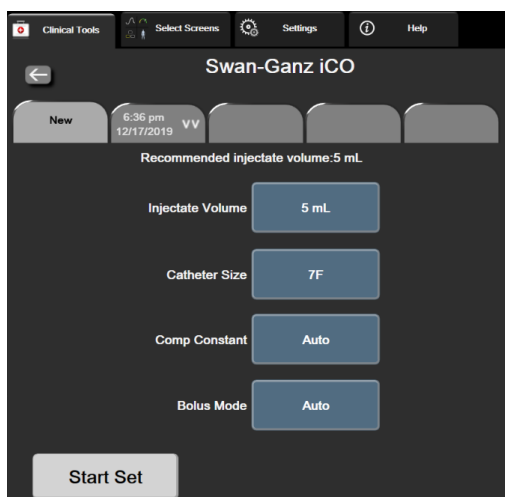 Clinical Tools Select Screens Settings Help
Swan-Ganz iCO
New
6:36 pm
12/17/2019
Recommended injectate volume:5 mL
Injectate Volume 5 mL
Catheter Size 7F
Comp Constant Auto
Bolus Mode Auto
Start Set